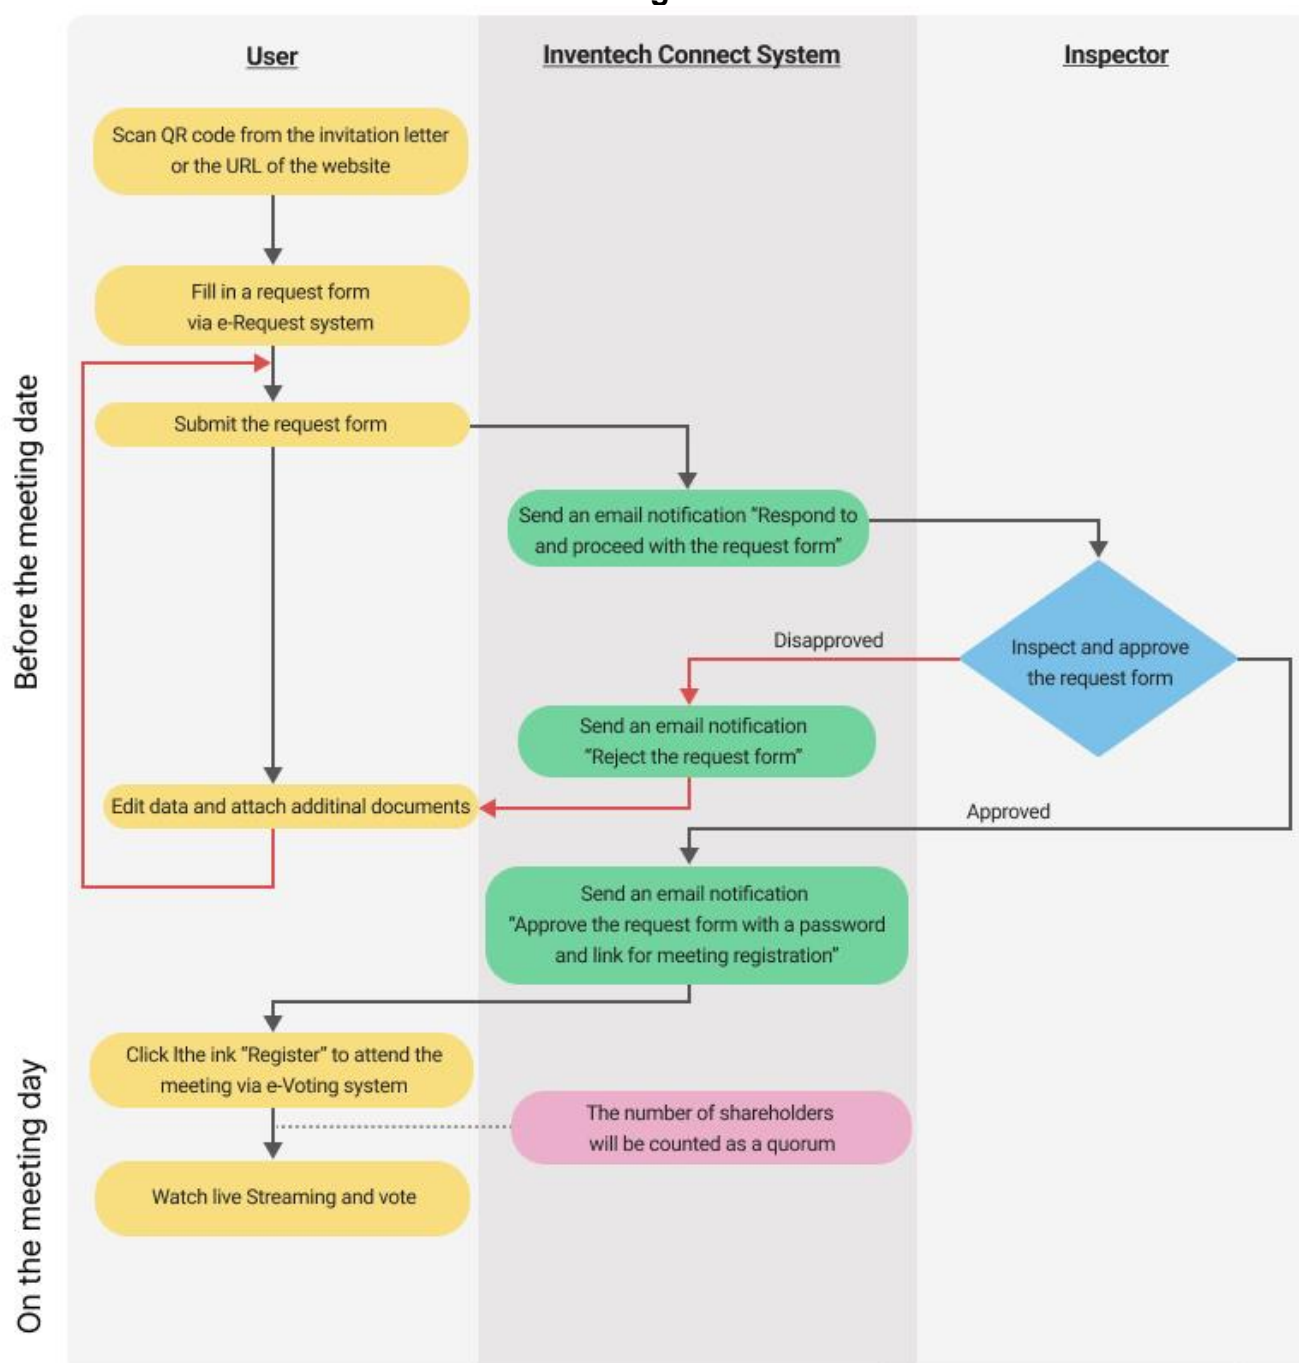 User
Inventech Connect System
Inspector
Scan QR code from the invitation letter
or the URL of the website
Fill in a request form
via e-Request system
Before the meeting date
Submit the request form
Send an email notification “Respond to
and proceed with the request form”
Disapproved
Inspect and approve
the request form
Send an email notification
“Reject the request form”
Edit data and attach additinal documents
Approved
Send an email notification
“Approve the request form with a password
and link for meeting registration”
On the meeting day
Click lthe ink “Register” to attend the
meeting via e-Voting system
The number of shareholders
will be counted as a quorum
Watch live Streaming and vote